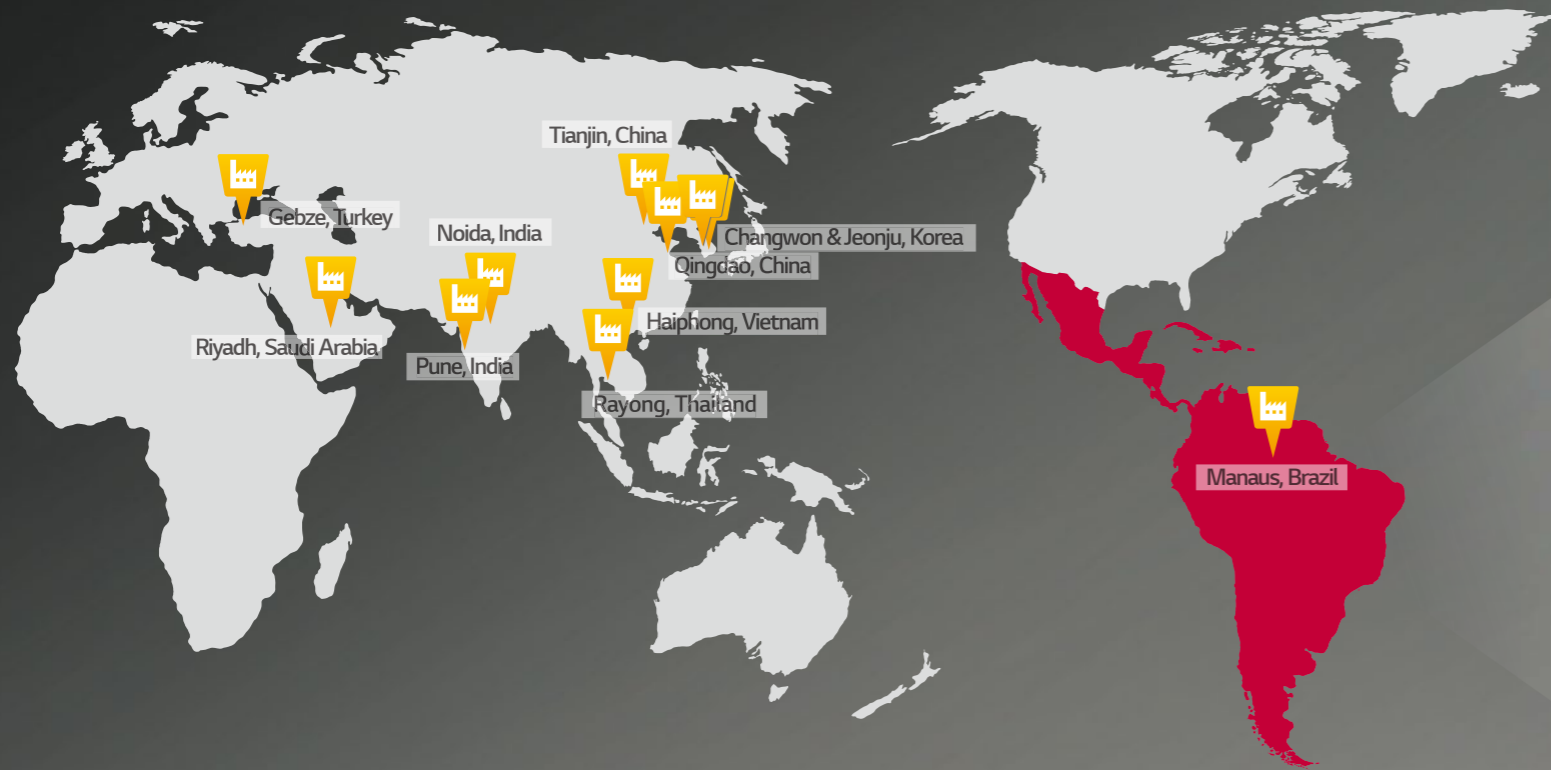 Tianjin, China
Gebze, Turkey
Noida, India
Changwon & Jeonju, Korea
Qingdao, China
Haiphong, Vietnam
Riyadh, Saudi Arabia
Pune, India
Rayong, Thailand
Manaus, Brazil